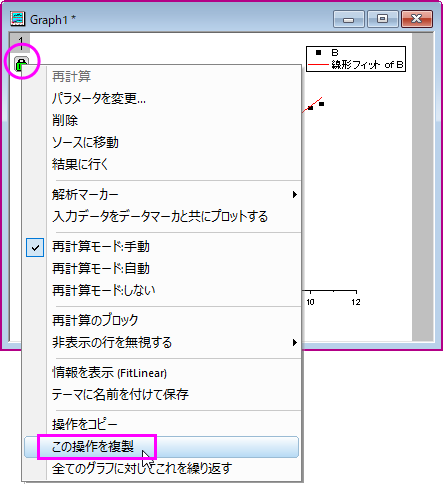 Graph1 *
1
B
線形フィット of B
再計算
パラメータを変更...
削除
ソースに移動
結果に行く
解析マーカー
入力データをデータマーカと共にプロットする
再計算モード:手動
再計算モード:自動
再計算モード:しない
再計算のブロック
非表示の行を無視する
情報を表示 (FitLinear)
テーマに名前を付けて保存
操作をコピー
この操作を複製
全てのグラフに対してこれを繰り返す
10 12